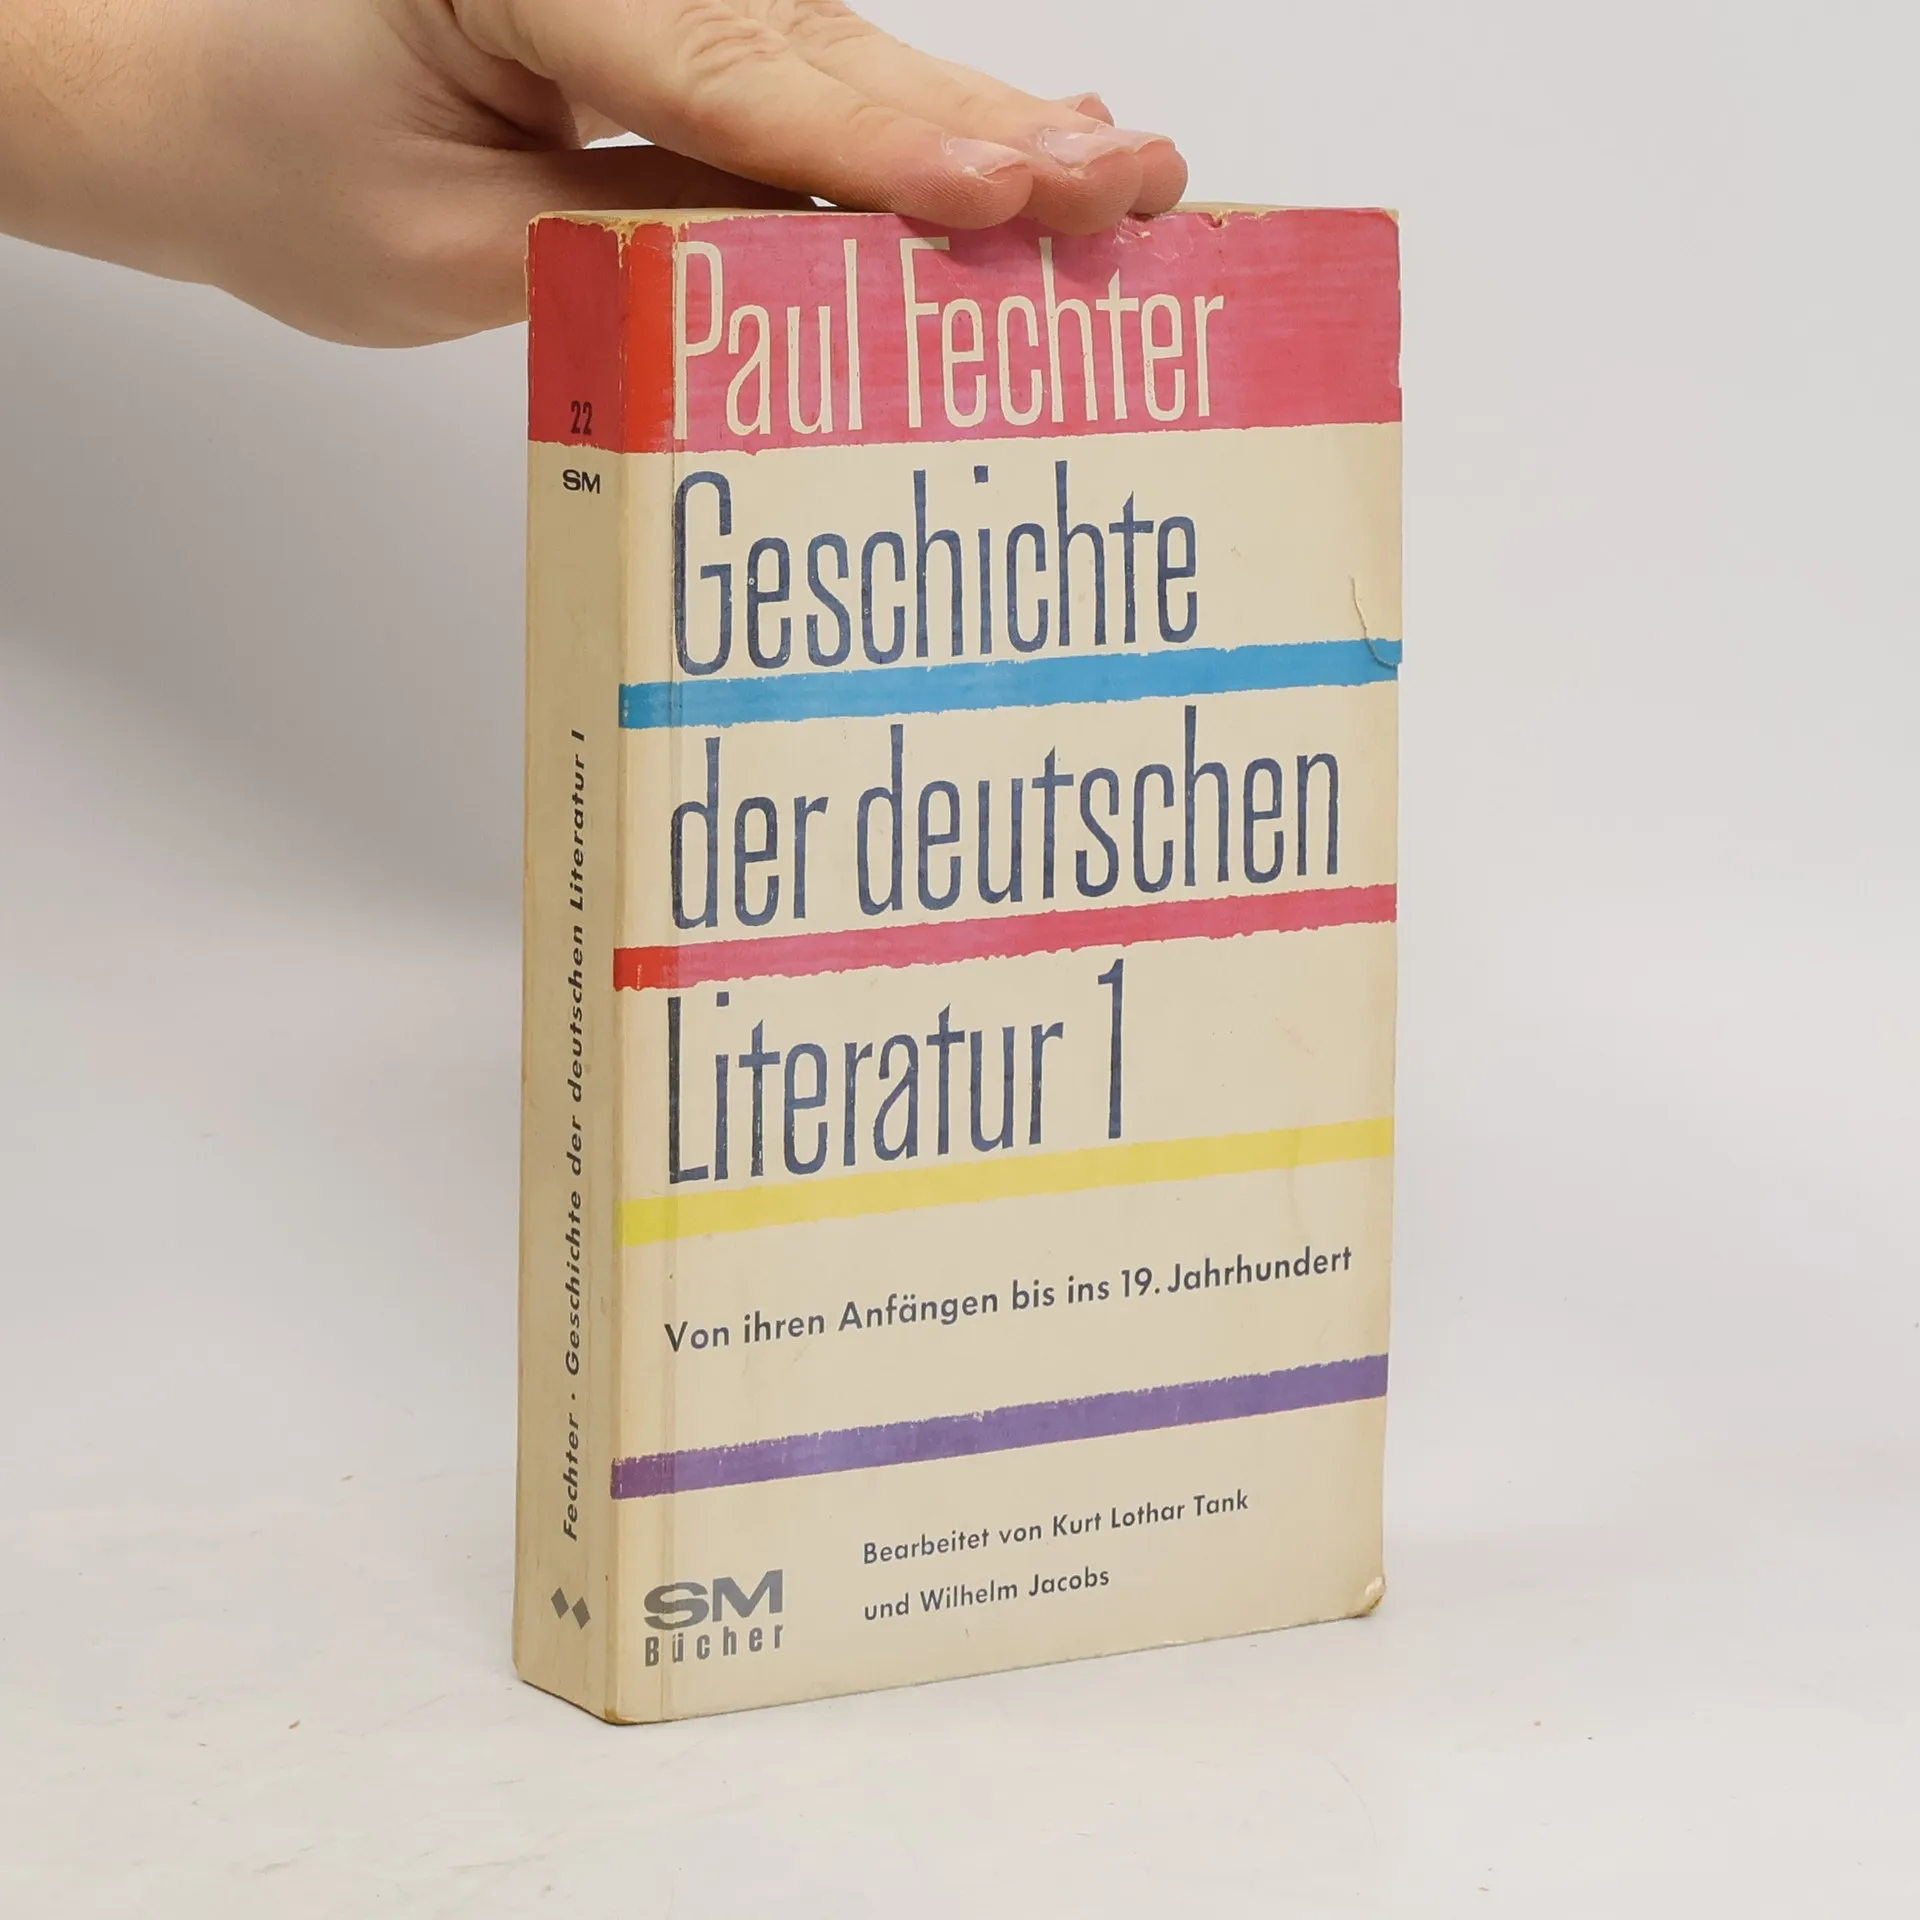 22
SM
Fechter · Geschichte der deutschen Literatur I
Paul Fechter
Geschichte
der deutschen
Literatur 1
Von ihren Anfängen bis ins 19. Jahrhundert
Bearbeitet von Kurt Lothar Tank
und Wilhelm Jacobs
SM
Bücher